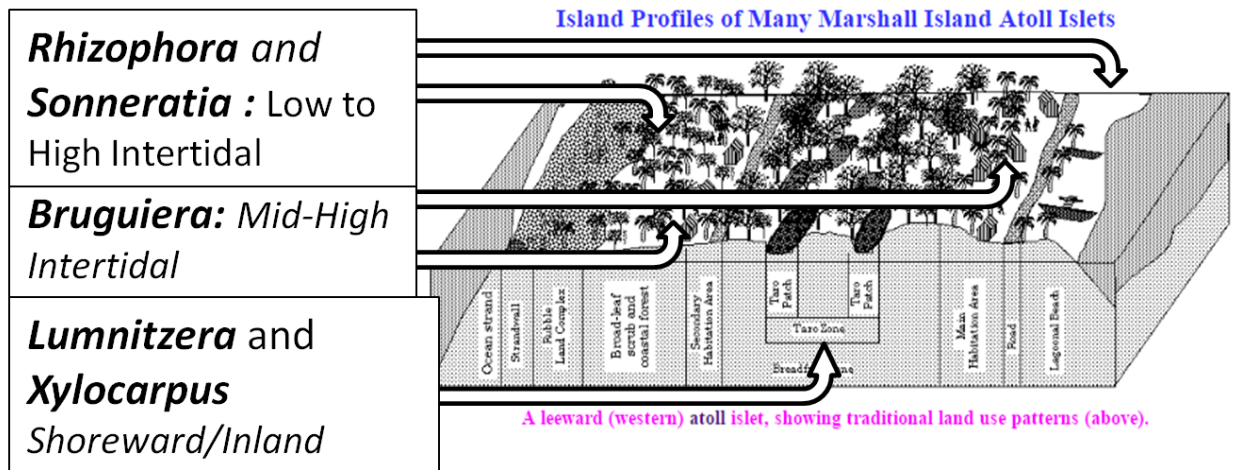 Island Profiles of Many Marshall Island Atoll Islets
Rhizophora and
Sonneratia : Low to
High Intertidal
Bruguiera: Mid-High
Intertidal
Lumnitzera and
Xylocarpus
Shoreward/Inland
Ocean strand
Strandwall
Rubble
Land Complex
Broad-leaf
scrub and
coastal forest
Secondary
Habitation Area
Taro
Patch
Taro
Patch
Taro Zone
Main
Habitation Area
Road
Lagoonal Beach
A leeward (western) atoll islet, showing traditional land use patterns (above).